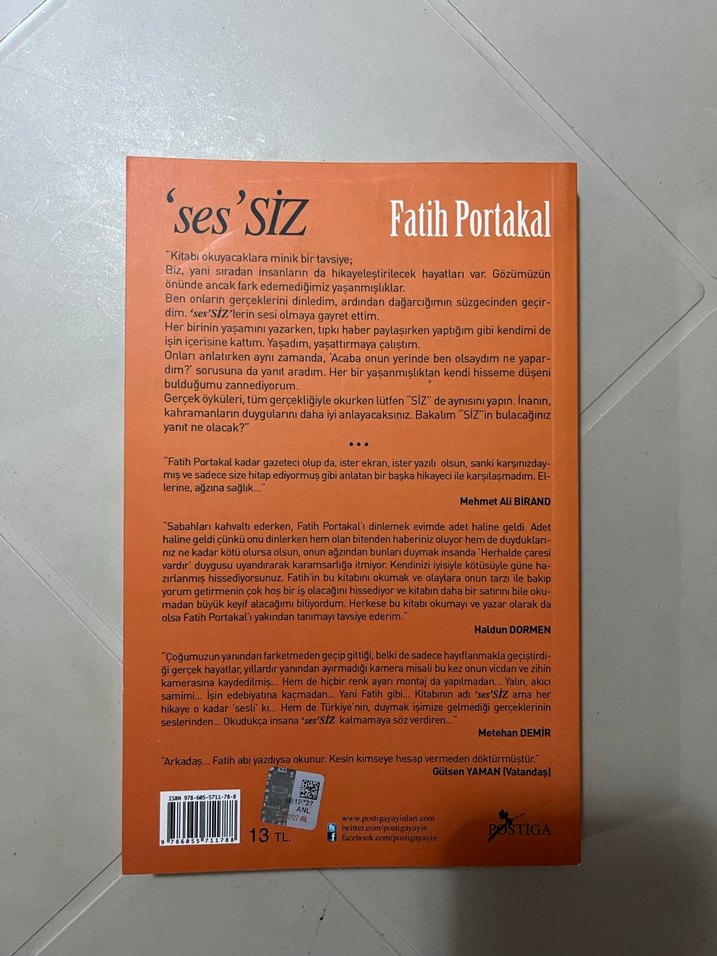 'ses'SİZ
Fatih Portakal
"Kitabı okuyacaklara minik bir tavsiye;
Biz, yani sıradan insanların da hikayeleştirilecek hayatları var. Gözümüzün
önünde ancak fark edemediğimiz yaşanmışlıklar.
Ben onların gerçeklerini dinledim, ardından dağarcığımın süzgecinden geçir-
dim. 'ses'SİZ'lerin sesi olmaya gayret ettim.
Her birinin yaşamını yazarken, tıpkı haber paylaşırken yaptığım gibi kendimi de
işin içerisine kattım. Yaşadım, yaşattırmaya çalıştım.
Onları anlatırken aynı zamanda, 'Acaba onun yerinde ben olsaydım ne yapar-
dım?' sorusuna da yanıt aradım. Her bir yaşanmışlıktan kendi hisseme düşeni
bulduğumu zannediyorum.
Gerçek öyküleri, tüm gerçekliğiyle okurken lütfen "SİZ" de aynısını yapın. İnanın,
kahramanların duygularını daha iyi anlayacaksınız. Bakalım "SİZ"in bulacağınız
yanıt ne olacak?"
•••
"Fatih Portakal kadar gazeteci olup da, ister ekran, ister yazılı olsun, sanki karşınızday-
mış ve sadece size hitap ediyormuş gibi anlatan bir başka hikayeci ile karşılaşmadım. El-
lerine, ağzına sağlık..."
Mehmet Ali BİRAND
"Sabahları kahvaltı ederken, Fatih Portakal'ı dinlemek evimde adet haline geldi. Adet
haline geldi çünkü onu dinlerken hem olan bitenden haberiniz oluyor hem de duydukları-
nız ne kadar kötü olursa olsun, onun ağzından bunları duymak insanda 'Herhalde çaresi
vardır' duygusu uyandırarak karamsarlığa itmiyor. Kendinizi iyisiyle kötüsüyle güne ha-
zırlanmış hissediyorsunuz. Fatih'in bu kitabını okumak ve olaylara onun tarzı ile bakıp
yorum getirmenin çok hoş bir iş olacağını hissediyor ve kitabın daha bir satırını bile oku-
madan büyük keyif alacağımı biliyordum. Herkese bu kitabı okumayı ve yazar olarak da
olsa Fatih Portakal'ı yakından tanımayı tavsiye ederim."
Haldun DORMEN
"Çoğumuzun yanından farketmeden geçip gittiği, belki de sadece hayıflanmakla geçiştirdi-
ği gerçek hayatlar, yıllardır yanından ayırmadığı kamera misali bu kez onun vicdan ve zihin
kamerasına kaydedilmiş... Hem de hiçbir renk ayarı montaj da yapılmadan... Yalın, akıcı
samimi... İşin edebiyatına kaçmadan... Yani Fatih gibi... Kitabının adı 'ses'SİZ ama her
hikaye o kadar 'sesli' ki... Hem de Türkiye'nin, duymak işimize gelmediği gerçeklerinin
seslerinden... Okudukça insana 'ses'SİZ kalmamaya söz verdiren..."
Metehan DEMİR
"Arkadaş... Fatih abi yazdıysa okunur. Kesin kimseye hesap vermeden döktürmüştür."
Gülsen YAMAN (Vatandaş)
ISBN 978-605-5711-78-8
9 786055 711788
13 TL.
ANL
www.postigayayinlari.com
twitter.com/postigayayin
facebook.com/postigayayin
POSTİGA